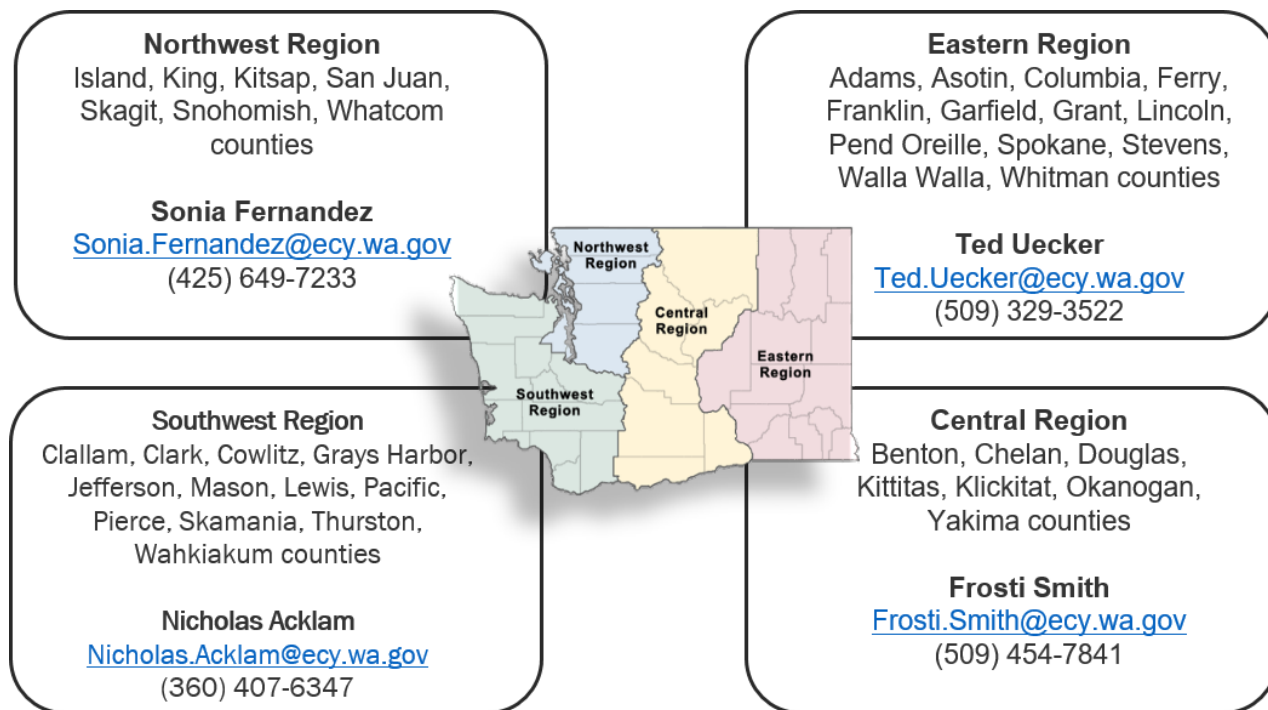 Northwest Region
Island, King, Kitsap, San Juan,
Skagit, Snohomish, Whatcom
counties
Sonia Fernandez
Sonia.Fernandez@ecy.wa.gov
(425) 649-7233
Eastern Region
Adams, Asotin, Columbia, Ferry,
Franklin, Garfield, Grant, Lincoln,
Pend Oreille, Spokane, Stevens,
Walla Walla, Whitman counties
Ted Uecker
Ted.Uecker@ecy.wa.gov
(509) 329-3522
Northwest
Region
Central
Region
Eastern
Region
Southwest
Region
Southwest Region
Clallam, Clark, Cowlitz, Grays Harbor,
Jefferson, Mason, Lewis, Pacific,
Pierce, Skamania, Thurston,
Wahkiakum counties
Nicholas Acklam
Nicholas.Acklam@ecy.wa.gov
(360) 407-6347
Central Region
Benton, Chelan, Douglas,
Kittitas, Klickitat, Okanogan,
Yakima counties
Frosti Smith
Frosti.Smith@ecy.wa.gov
(509) 454-7841